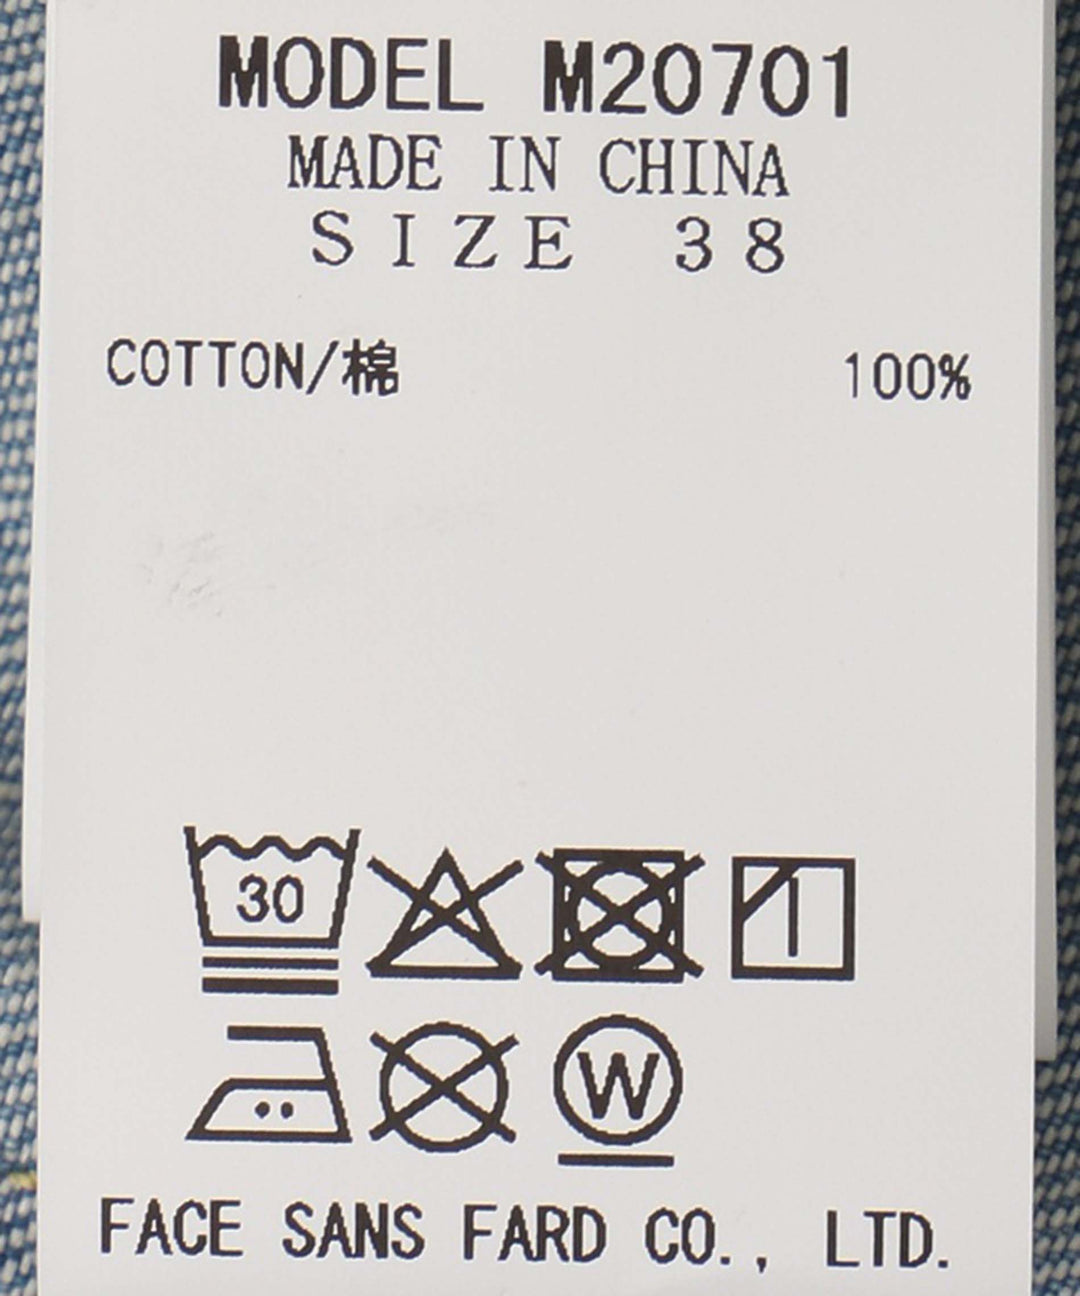 MODEL M20701
MADE IN CHINA
SIZE 38
COTTON/棉 100%
30
W
FACE SANS FARD CO., LTD.